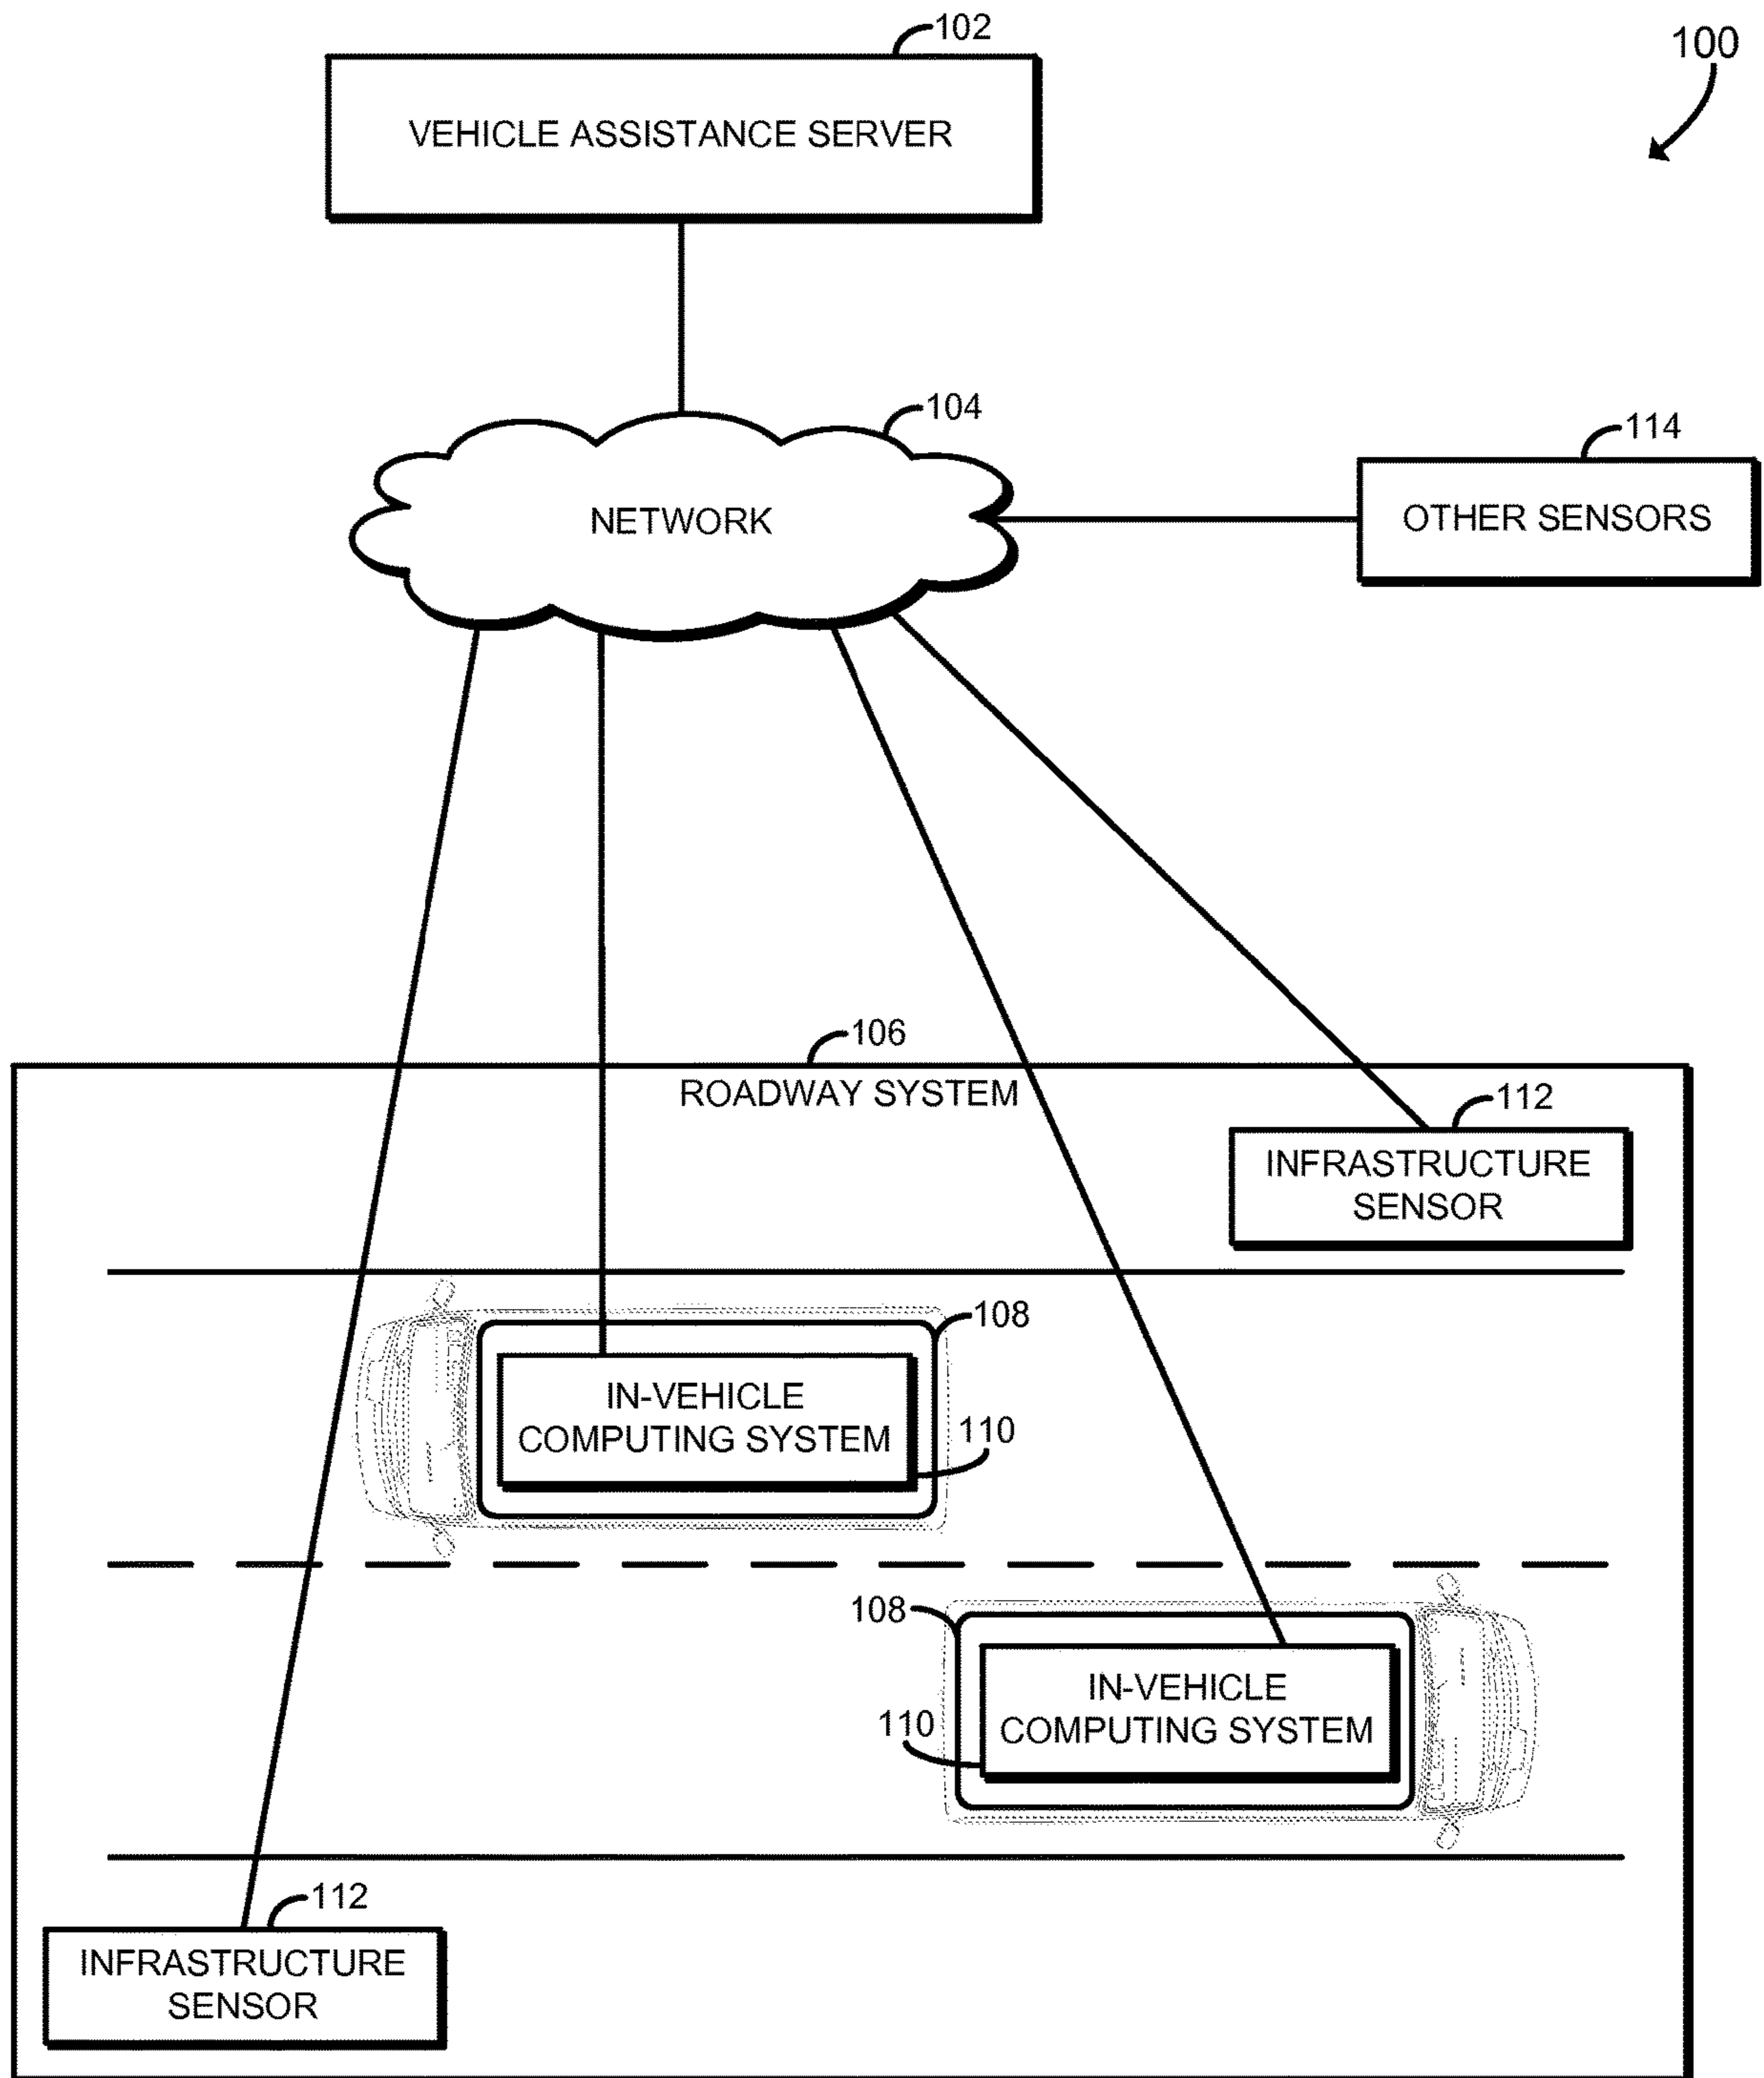 102
100
VEHICLE ASSISTANCE SERVER
104
114
NETWORK
OTHER SENSORS
106
ROADWAY SYSTEM
112
INFRASTRUCTURE
SENSOR
108
IN-VEHICLE
COMPUTING SYSTEM
110
108
IN-VEHICLE
COMPUTING SYSTEM
110
112
INFRASTRUCTURE
SENSOR